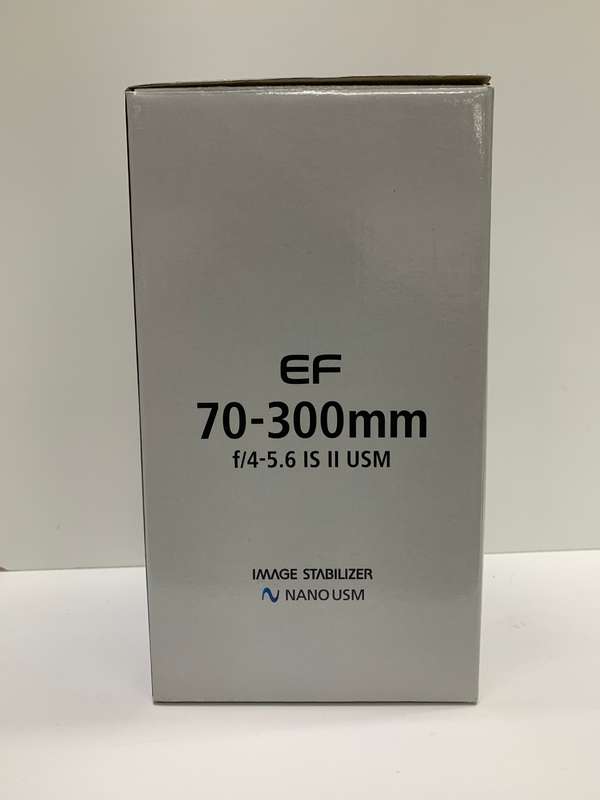 EF
70-300mm
f/4-5.6 IS II USM
IMAGE STABILIZER
NANO USM